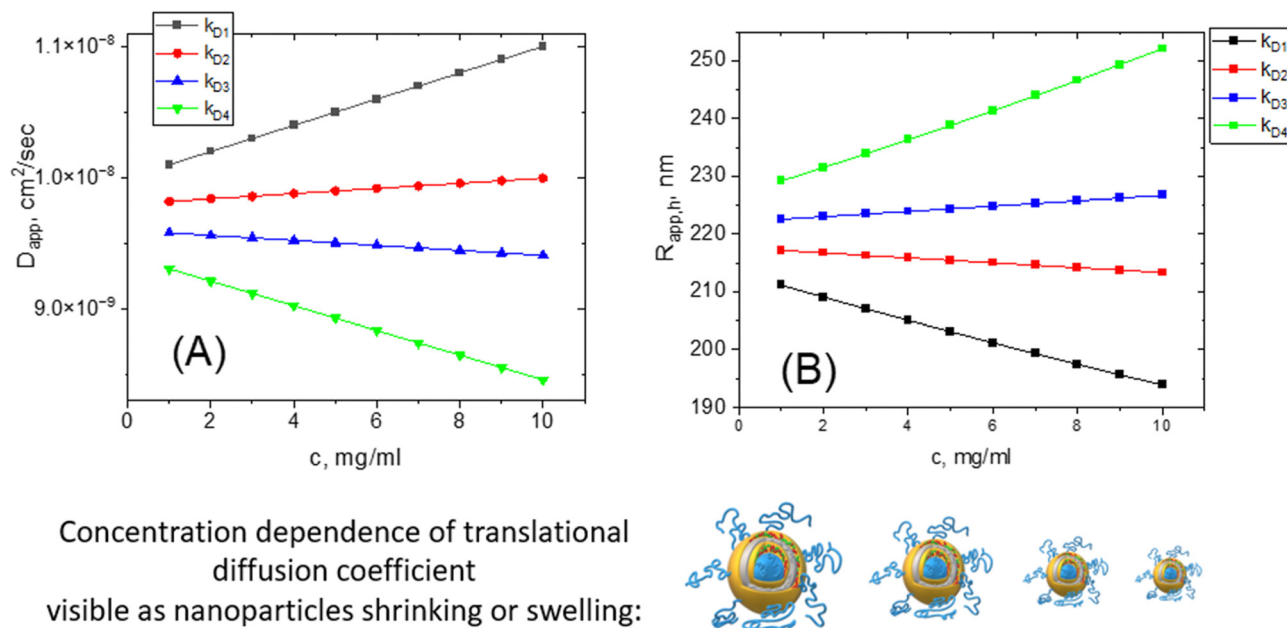 k_D1
k_D2
k_D3
k_D4
1.1×10⁻⁸
1.0×10⁻⁸
9.0×10⁻⁹
D_app, cm²/sec
(A)
0 2 4 6 8 10
c, mg/ml
k_D1
k_D2
k_D3
k_D4
250
240
230
220
210
200
190
R_app,h, nm
(B)
0 2 4 6 8 10
c, mg/ml
Concentration dependence of translational
diffusion coefficient
visible as nanoparticles shrinking or swelling: